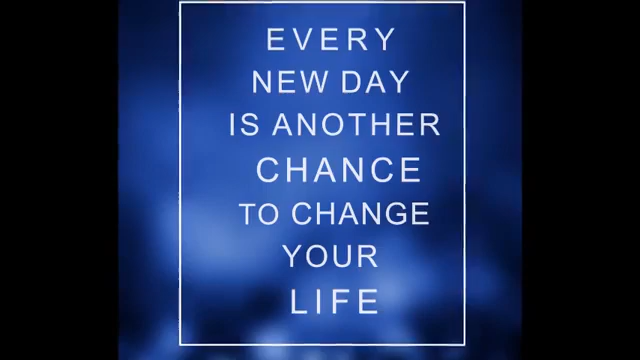 EVERY
NEW DAY
IS ANOTHER
CHANCE
TO CHANGE
YOUR
LIFE